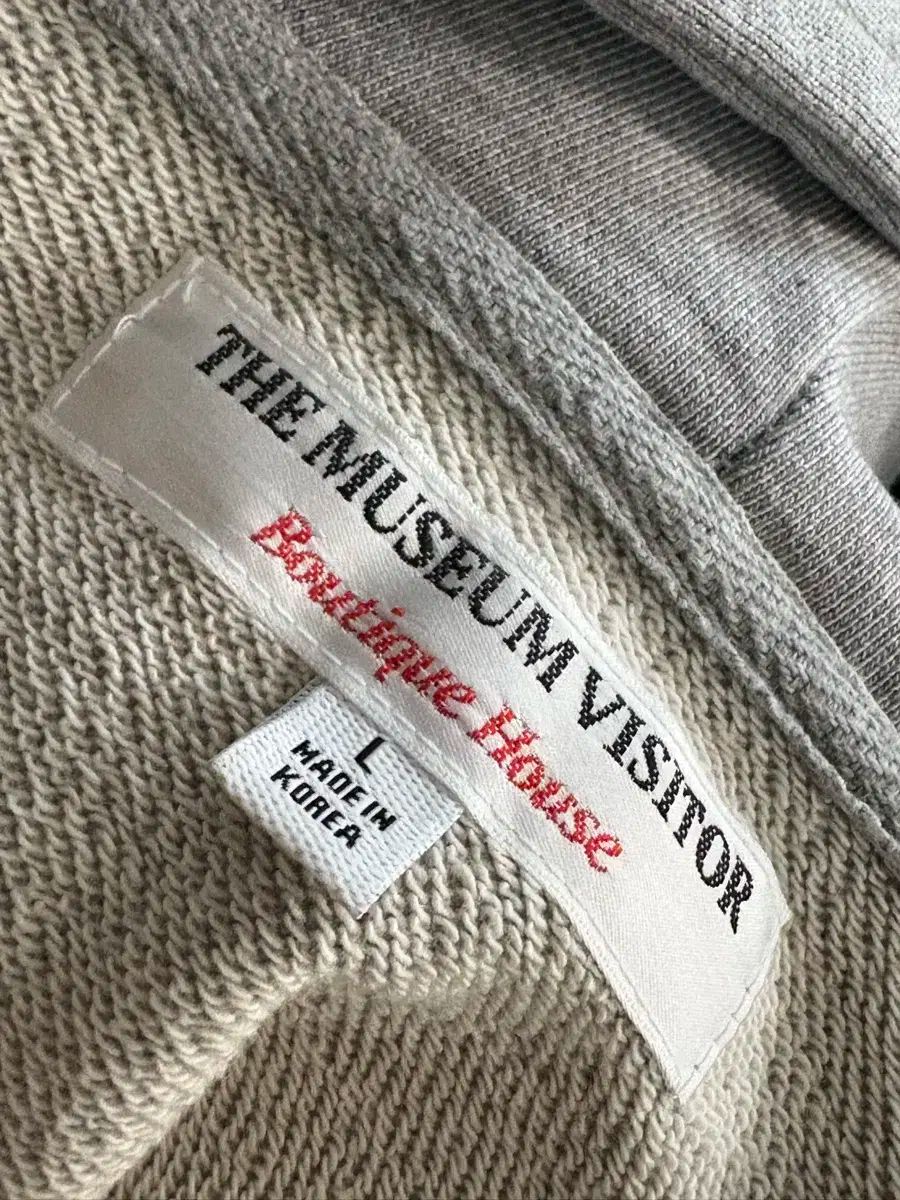 THE MUSEUM VISITOR
Boutique House
L
MADE IN
KOREA